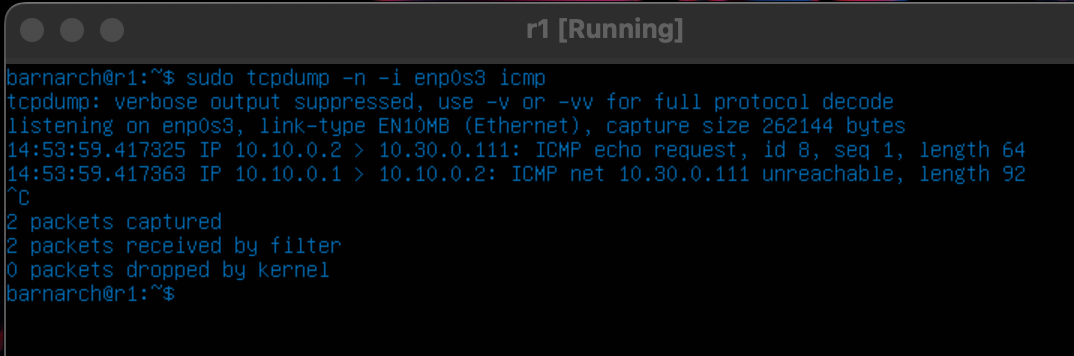 r1 [Running]
barnarch@r1:~$ sudo tcpdump -n -i enp0s3 icmp
tcpdump: verbose output suppressed, use -v or -vv for full protocol decode
listening on enp0s3, link-type EN10MB (Ethernet), capture size 262144 bytes
14:53:59.417325 IP 10.10.0.2 > 10.30.0.111: ICMP echo request, id 8, seq 1, length 64
14:53:59.417363 IP 10.10.0.1 > 10.10.0.2: ICMP net 10.30.0.111 unreachable, length 92
^C
2 packets captured
2 packets received by filter
0 packets dropped by kernel
barnarch@r1:~$